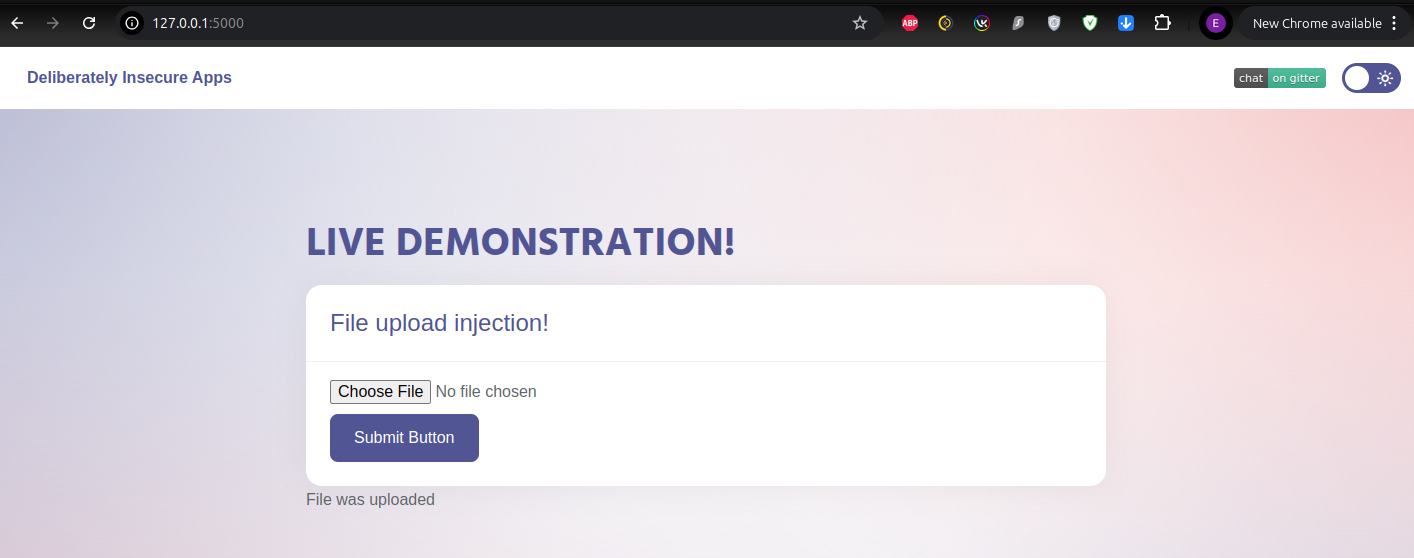 127.0.0.1:5000
ABP
E
New Chrome available
Deliberately Insecure Apps
chat on gitter
LIVE DEMONSTRATION!
File upload injection!
Choose File No file chosen
Submit Button
File was uploaded